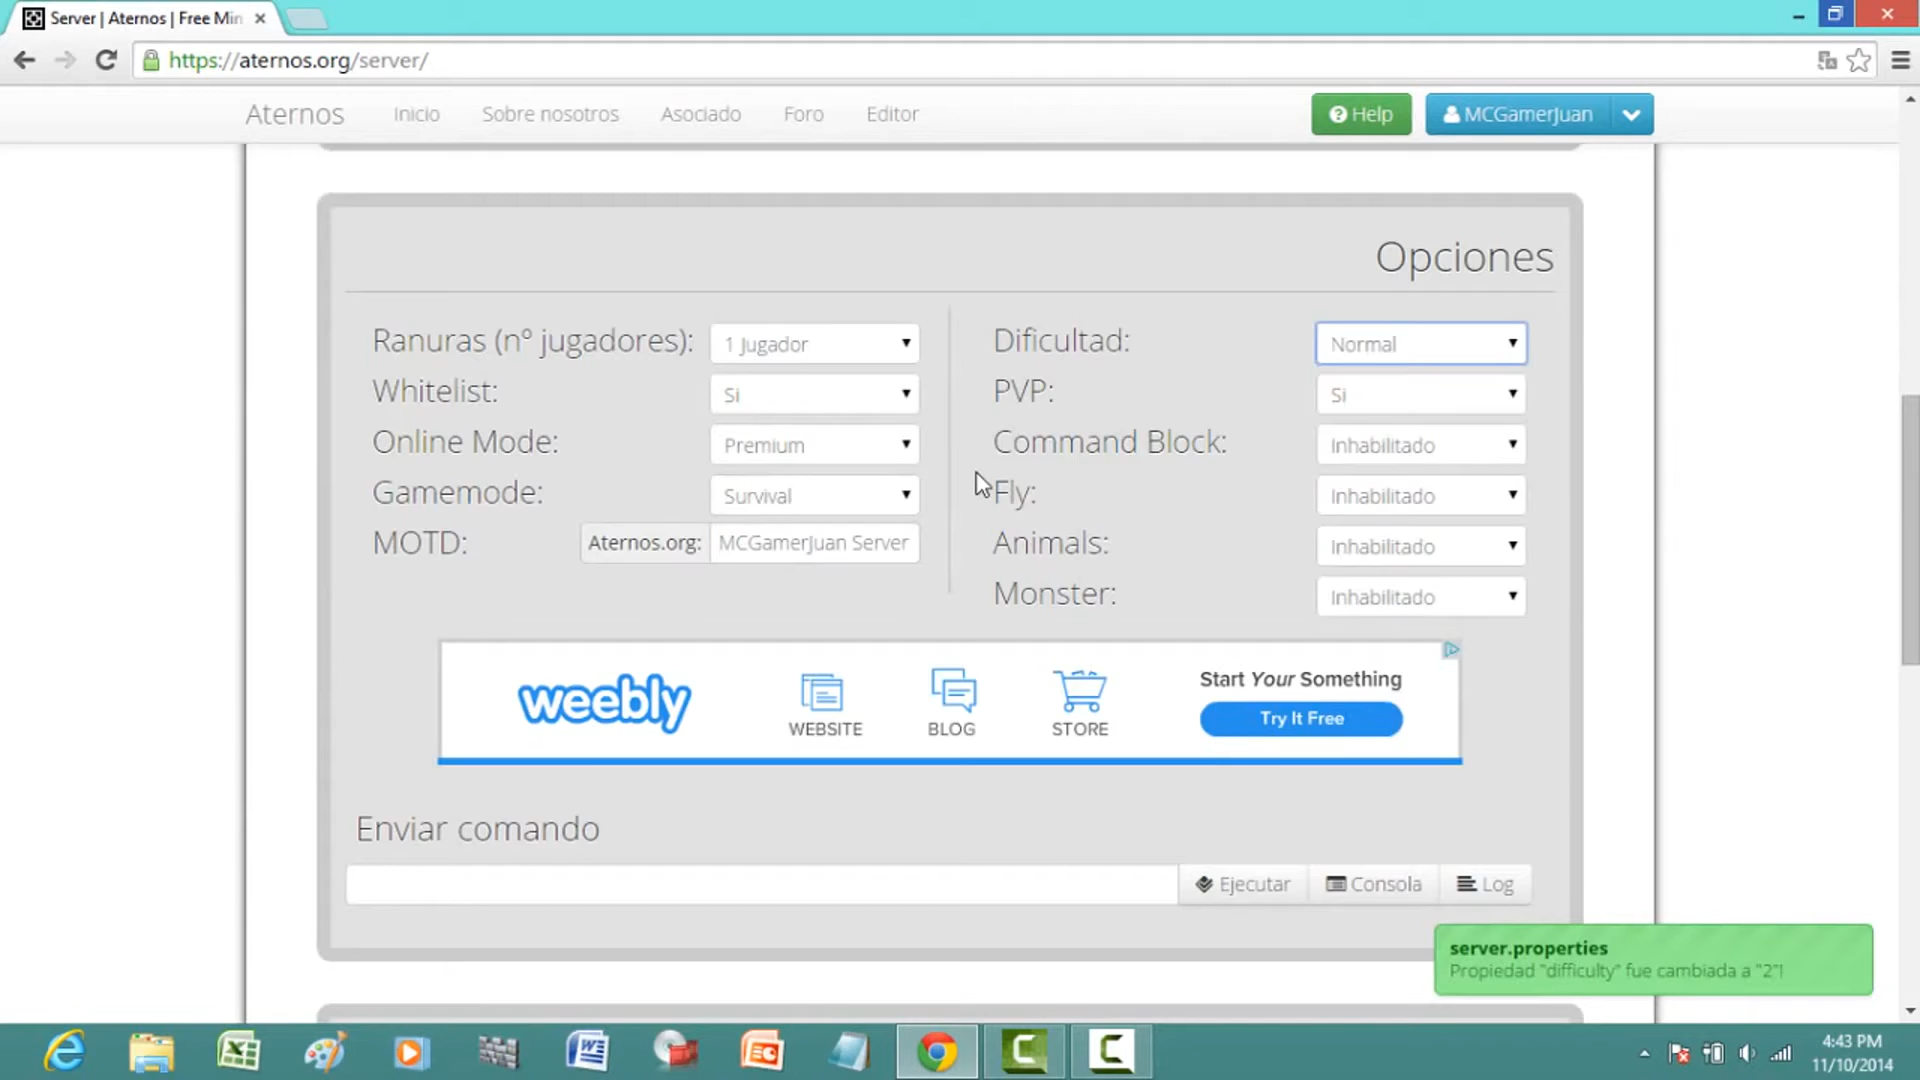 Server | Aternos | Free Min
https://aternos.org/server/
Aternos Inicio Sobre nosotros Asociado Foro Editor Help MCGamerJuan
Opciones
Ranuras (nº jugadores): 1 Jugador
Whitelist: Si
Online Mode: Premium
Gamemode: Survival
MOTD: Aternos.org: MCGamerJuan Server
Dificultad: Normal
PVP: Si
Command Block: Inhabilitado
Fly: Inhabilitado
Animals: Inhabilitado
Monster: Inhabilitado
weebly
WEBSITE BLOG STORE
Start Your Something
Try It Free
Enviar comando
Ejecutar Consola Log
server.properties
Propiedad "difficulty" fue cambiada a "2"!
4:43 PM
11/10/2014